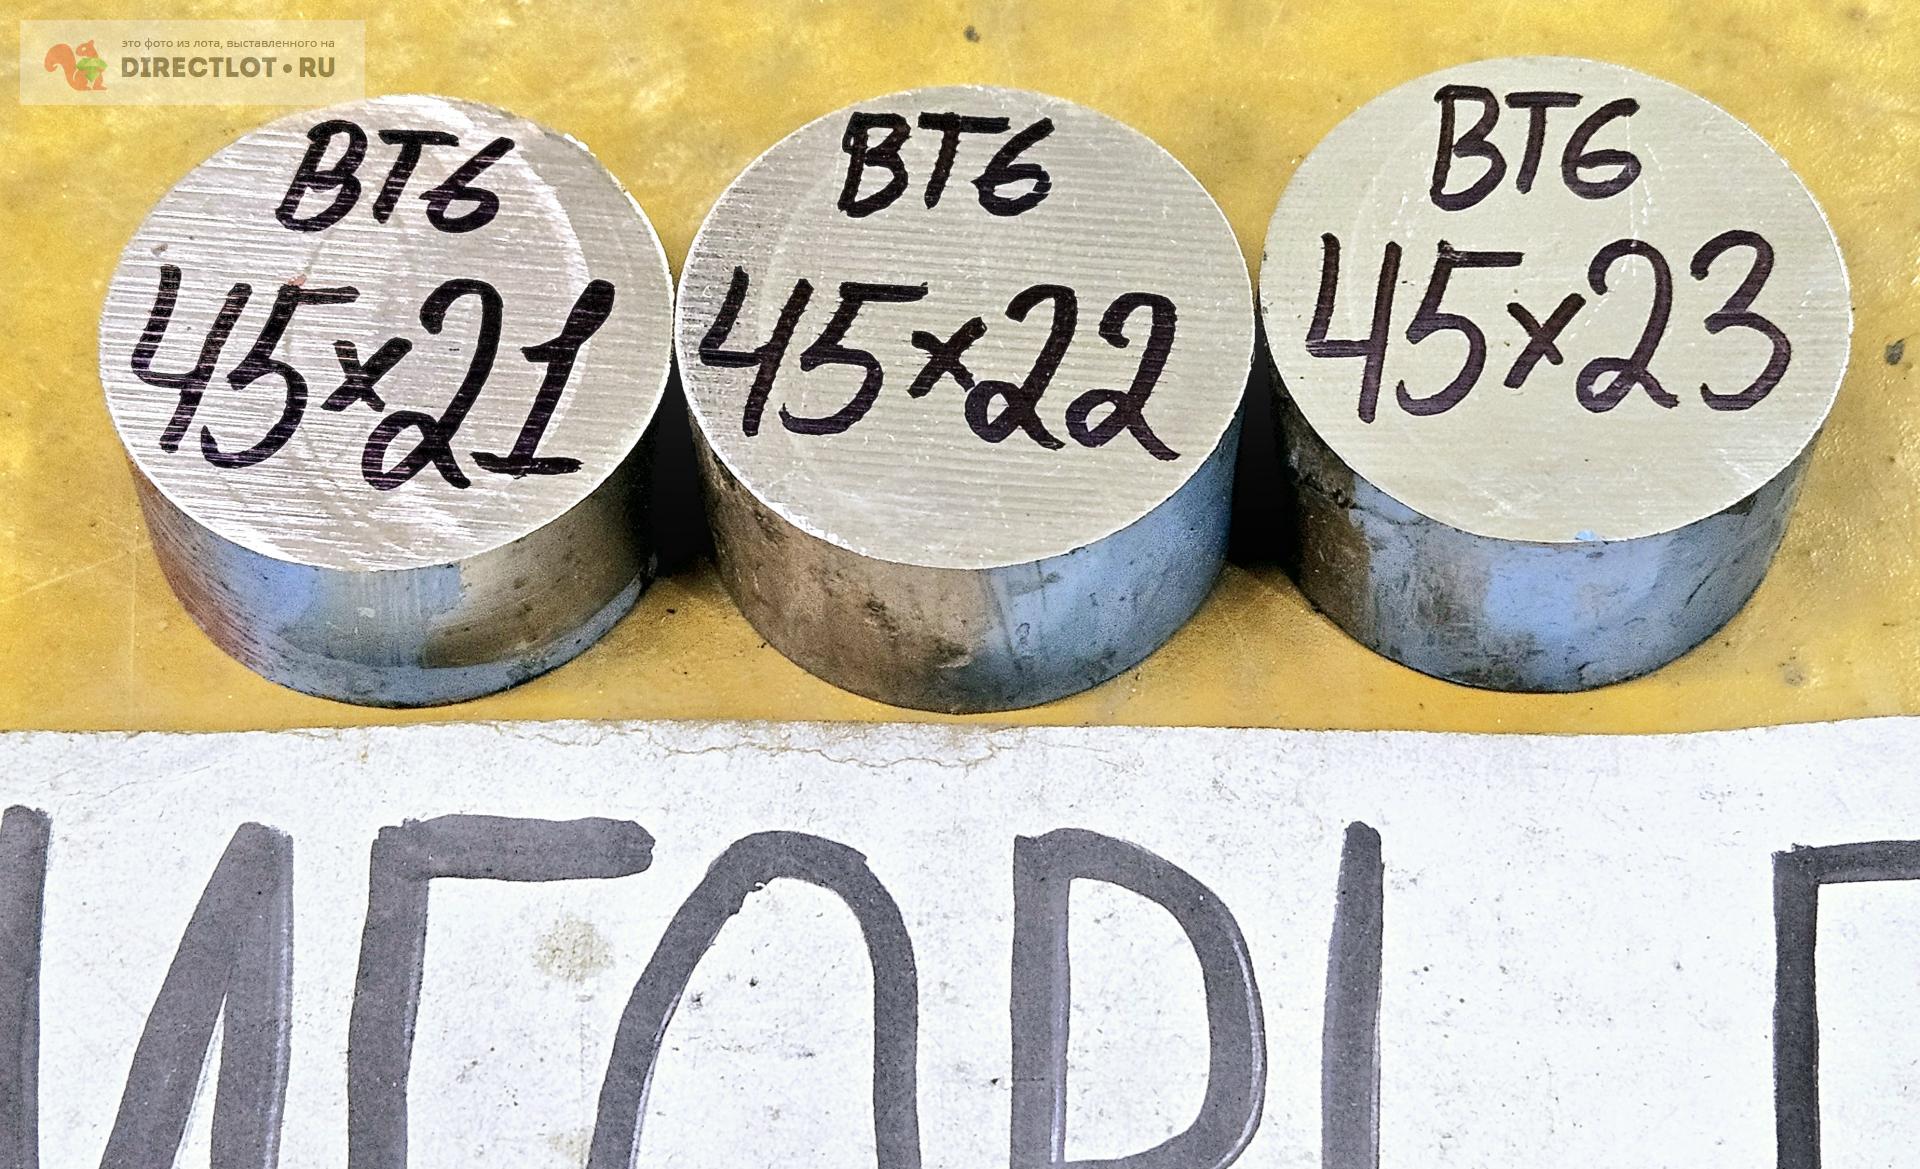 это фото из лота, выставленного на
DIRECTLOT•RU
ВТ6
45×21
ВТ6
45×22
ВТ6
45×23